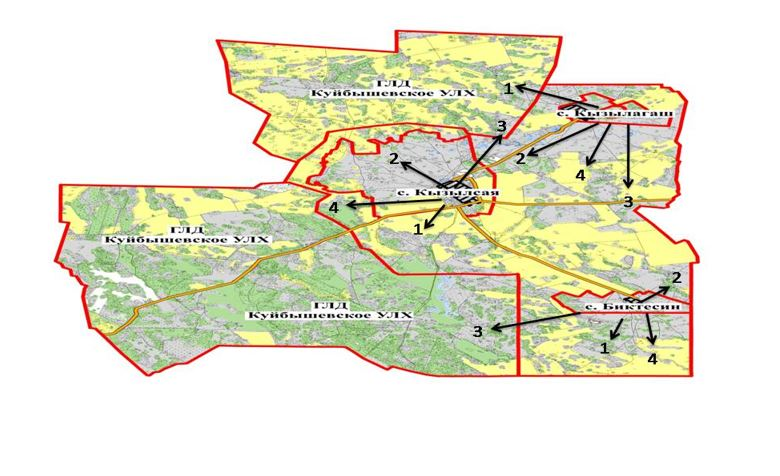 ГЛД
Куйбышевское УЛХ
1
с. Кызылагаш
3
2
2
4
3
с. Кызылсая
4
1
ГЛД
Куйбышевское УЛХ
2
ГЛД
Куйбышевское УЛХ
с. Биктесин
3
1
4